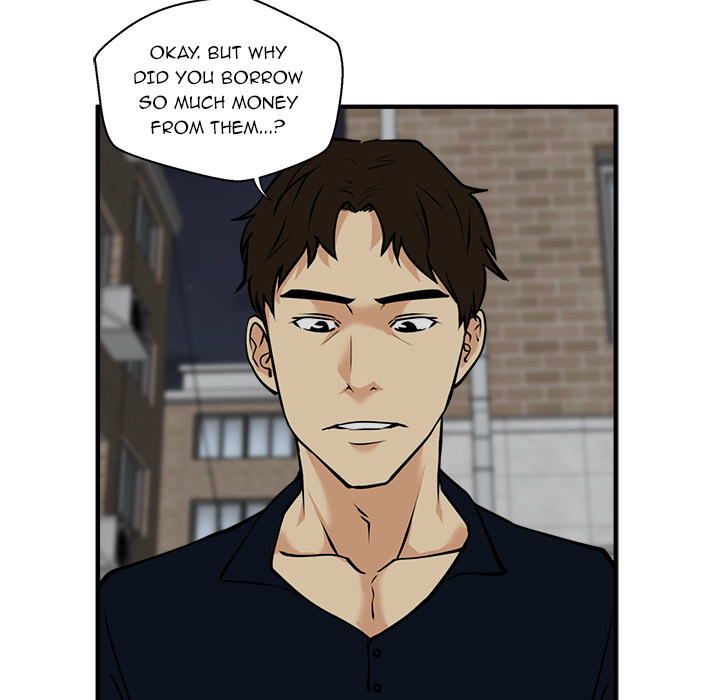 OKAY. BUT WHY
DID YOU BORROW
SO MUCH MONEY
FROM THEM...?